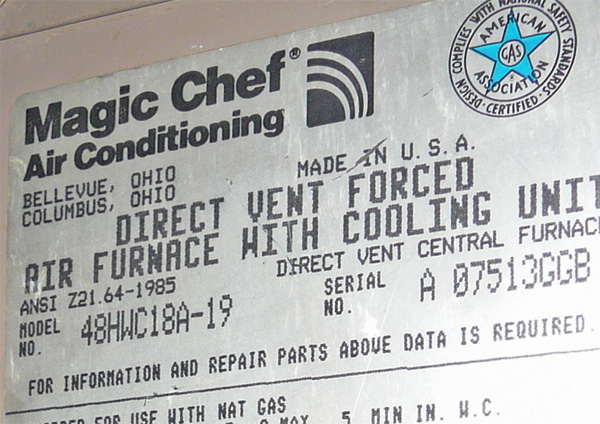 Magic Chef®
Air Conditioning
DESIGN COMPLIES WITH NATIONAL SAFETY STANDARDS
AMERICAN
GAS
ASSOCIATION
CERTIFIED
BELLEVUE, OHIO
COLUMBUS, OHIO
MADE IN U.S.A.
DIRECT VENT FORCED
AIR FURNACE WITH COOLING UNIT
DIRECT VENT CENTRAL
ANSI Z21.64-1985
MODEL NO. 48HWC18A-19
SERIAL NO. A 07513GGB
FOR INFORMATION AND REPAIR PARTS ABOVE DATA IS REQUIRED.
FOR USE WITH NAT GAS
MAX 5 MIN IN. W.C.